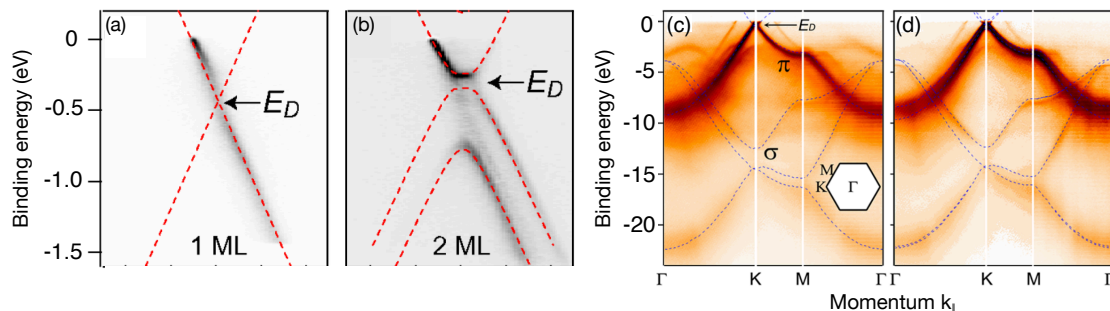 (a)
(b)
(c)
(d)
Binding energy (eV)
0
-0.5
-1.0
-1.5
E_D
1 ML
E_D
2 ML
Binding energy (eV)
0
-5
-10
-15
-20
E_D
π
σ
M
K
Γ
Γ K M Γ
Γ K M Γ